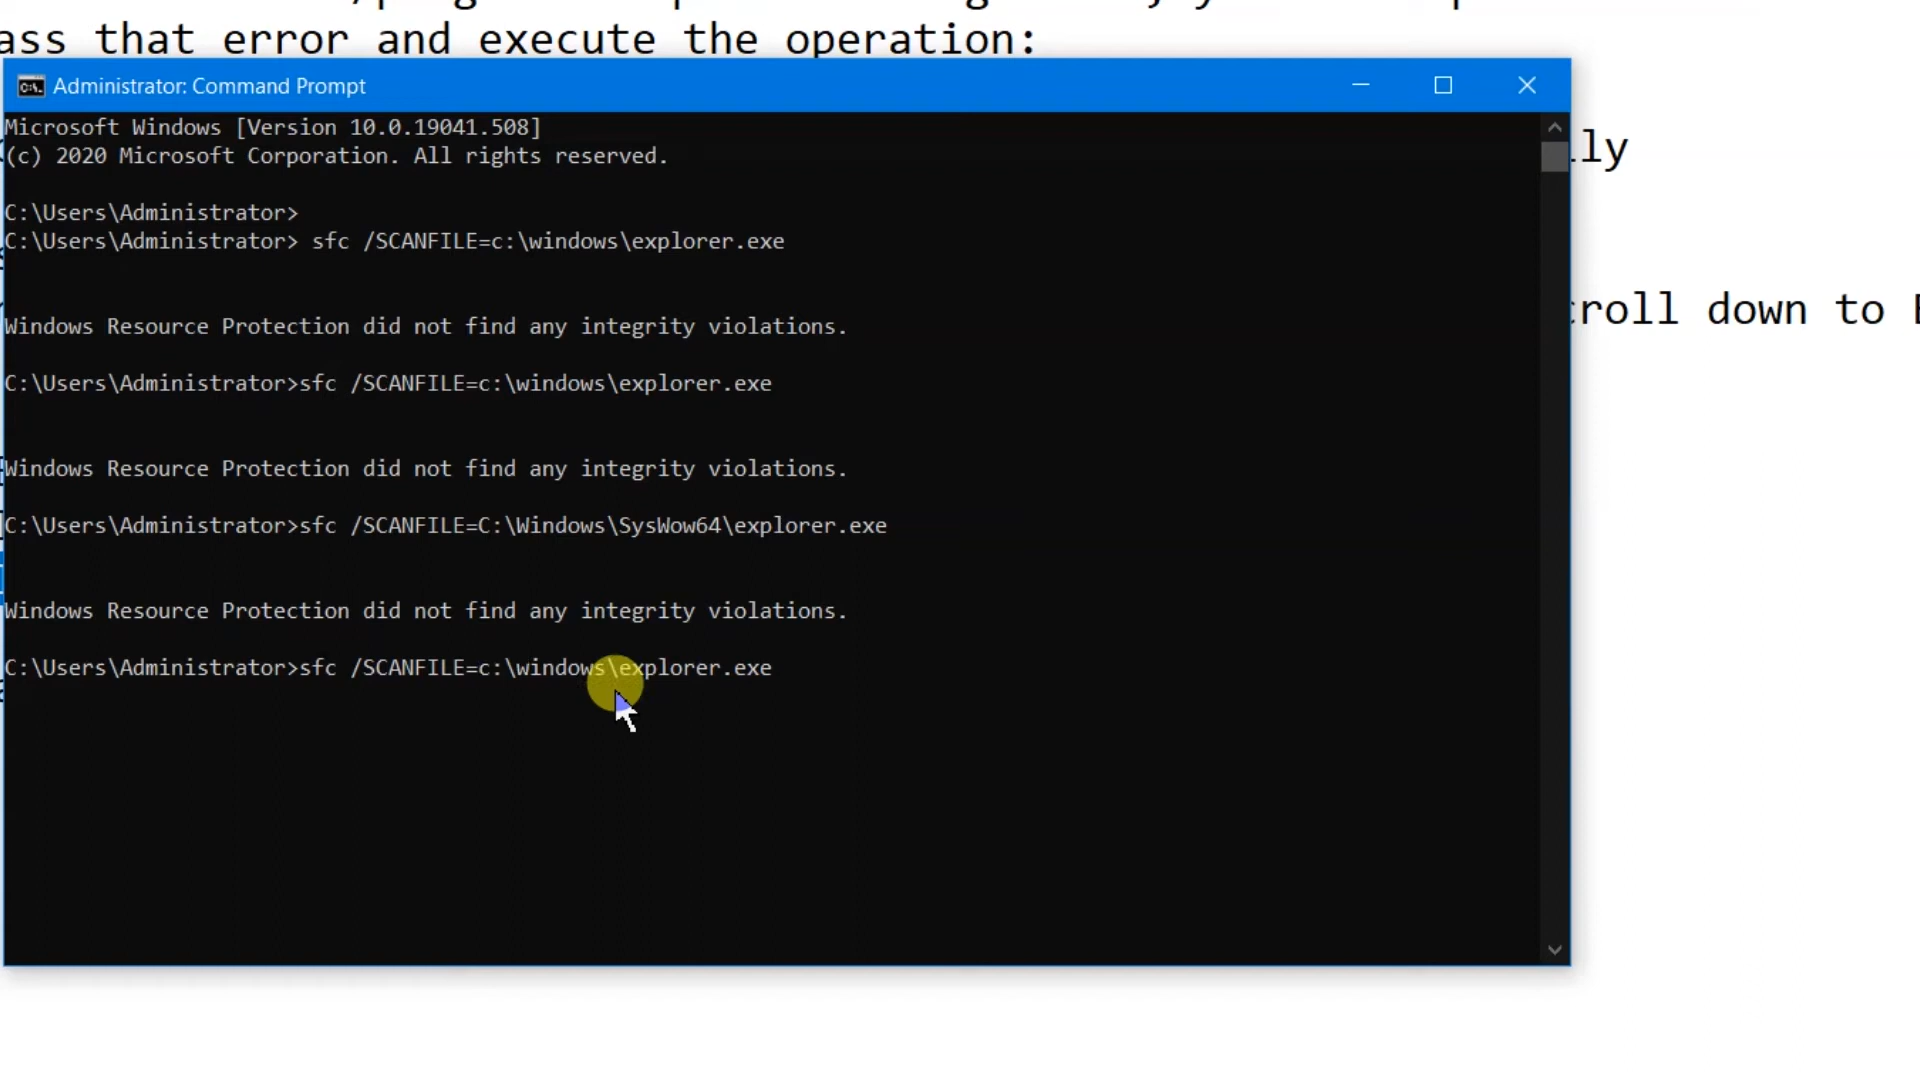 ass that error and execute the operation:
Administrator: Command Prompt
Microsoft Windows [Version 10.0.19041.508]
(c) 2020 Microsoft Corporation. All rights reserved.
lly
C:\Users\Administrator>
C:\Users\Administrator> sfc /SCANFILE=c:\windows\explorer.exe
croll down to
Windows Resource Protection did not find any integrity violations.
C:\Users\Administrator>sfc /SCANFILE=c:\windows\explorer.exe
Windows Resource Protection did not find any integrity violations.
C:\Users\Administrator>sfc /SCANFILE=C:\Windows\SysWow64\explorer.exe
Windows Resource Protection did not find any integrity violations.
C:\Users\Administrator>sfc /SCANFILE=c:\windows\explorer.exe